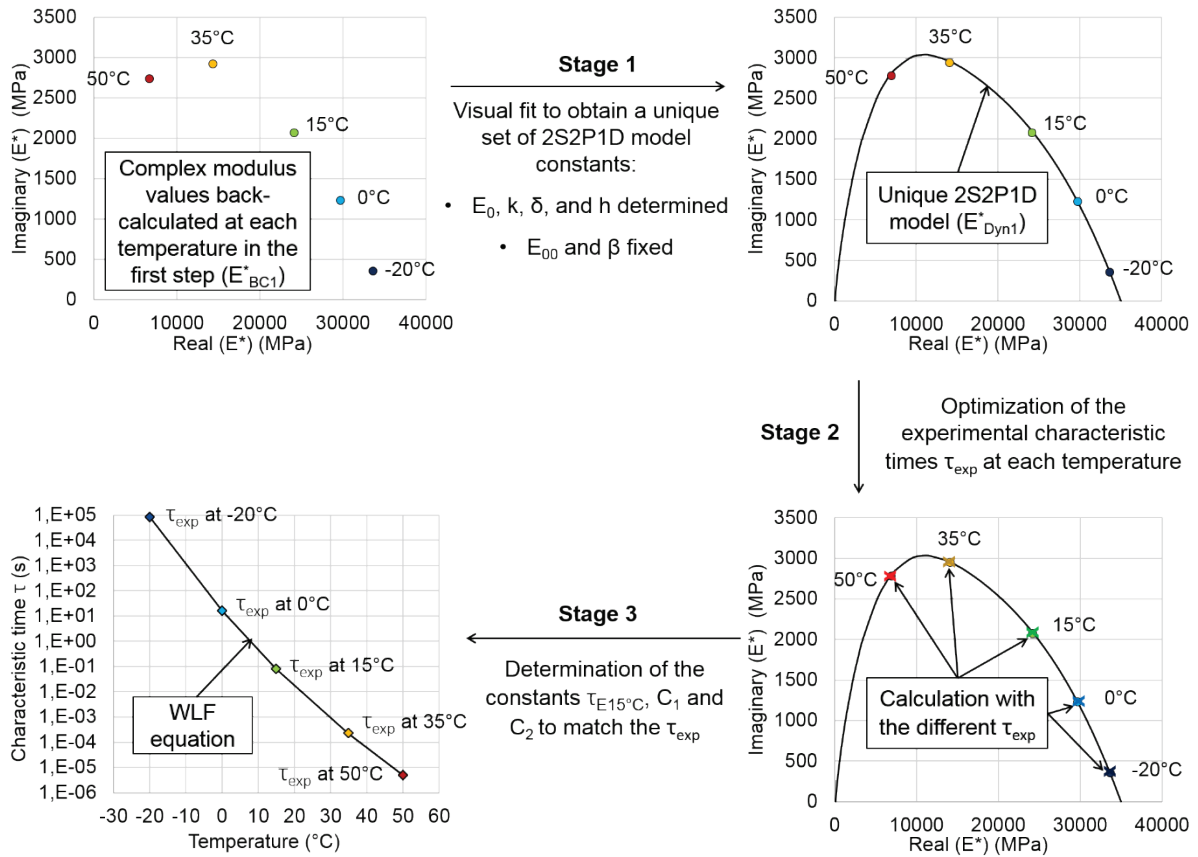 3500
3000
2500
2000
1500
1000
500
0
Imaginary (E*) (MPa)
35°C
50°C
15°C
0°C
-20°C
Complex modulus
values back-
calculated at each
temperature in the
first step (E*BC1)
0 10000 20000 30000 40000
Real (E*) (MPa)
Stage 1
Visual fit to obtain a unique
set of 2S2P1D model
constants:
• E0, k, δ, and h determined
• E00 and β fixed
3500
3000
2500
2000
1500
1000
500
0
Imaginary (E*) (MPa)
35°C
50°C
15°C
0°C
-20°C
Unique 2S2P1D
model (E*Dyn1)
0 10000 20000 30000 40000
Real (E*) (MPa)
Stage 2
Optimization of the
experimental characteristic
times τexp at each temperature
1,E+05
1,E+04
1,E+03
1,E+02
1,E+01
1,E+00
1,E-01
1,E-02
1,E-03
1,E-04
1,E-05
1,E-06
Characteristic time τ (s)
τexp at -20°C
τexp at 0°C
τexp at 15°C
τexp at 35°C
τexp at 50°C
WLF
equation
-30 -20 -10 0 10 20 30 40 50 60
Temperature (°C)
Stage 3
Determination of the
constants τE15°C, C1 and
C2 to match the τexp
3500
3000
2500
2000
1500
1000
500
0
Imaginary (E*) (MPa)
35°C
50°C
15°C
0°C
-20°C
Calculation with
the different τexp
0 10000 20000 30000 40000
Real (E*) (MPa)